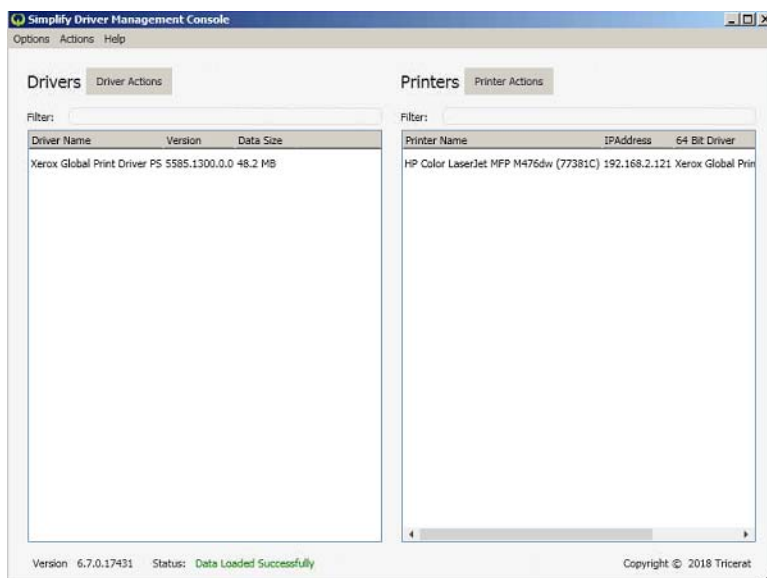 Simplify Driver Management Console
Options Actions Help
Drivers Driver Actions
Filter:
Driver Name Version Data Size
Xerox Global Print Driver PS 5585.1300.0.0 48.2 MB
Printers Printer Actions
Filter:
Printer Name IPAddress 64 Bit Driver
HP Color LaserJet MFP M476dw (77381C) 192.168.2.121 Xerox Global Prin
Version 6.7.0.17431 Status: Data Loaded Successfully
Copyright © 2018 Tricerat